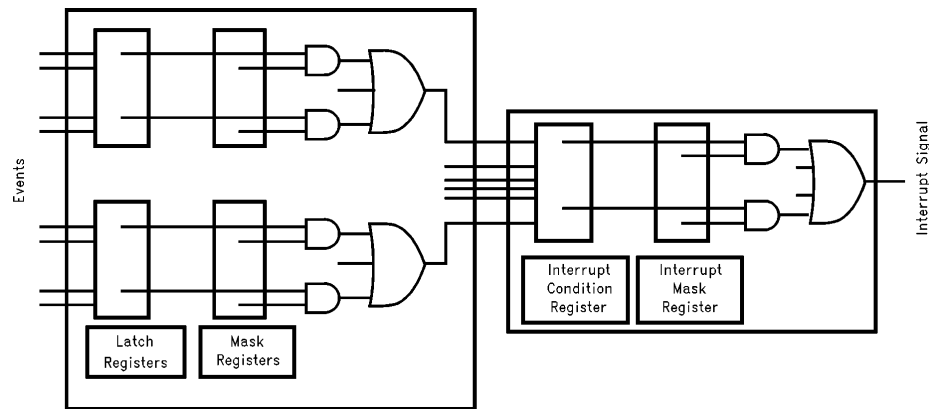 Events
Latch
Registers
Mask
Registers
Interrupt
Condition
Register
Interrupt
Mask
Register
Interrupt Signal